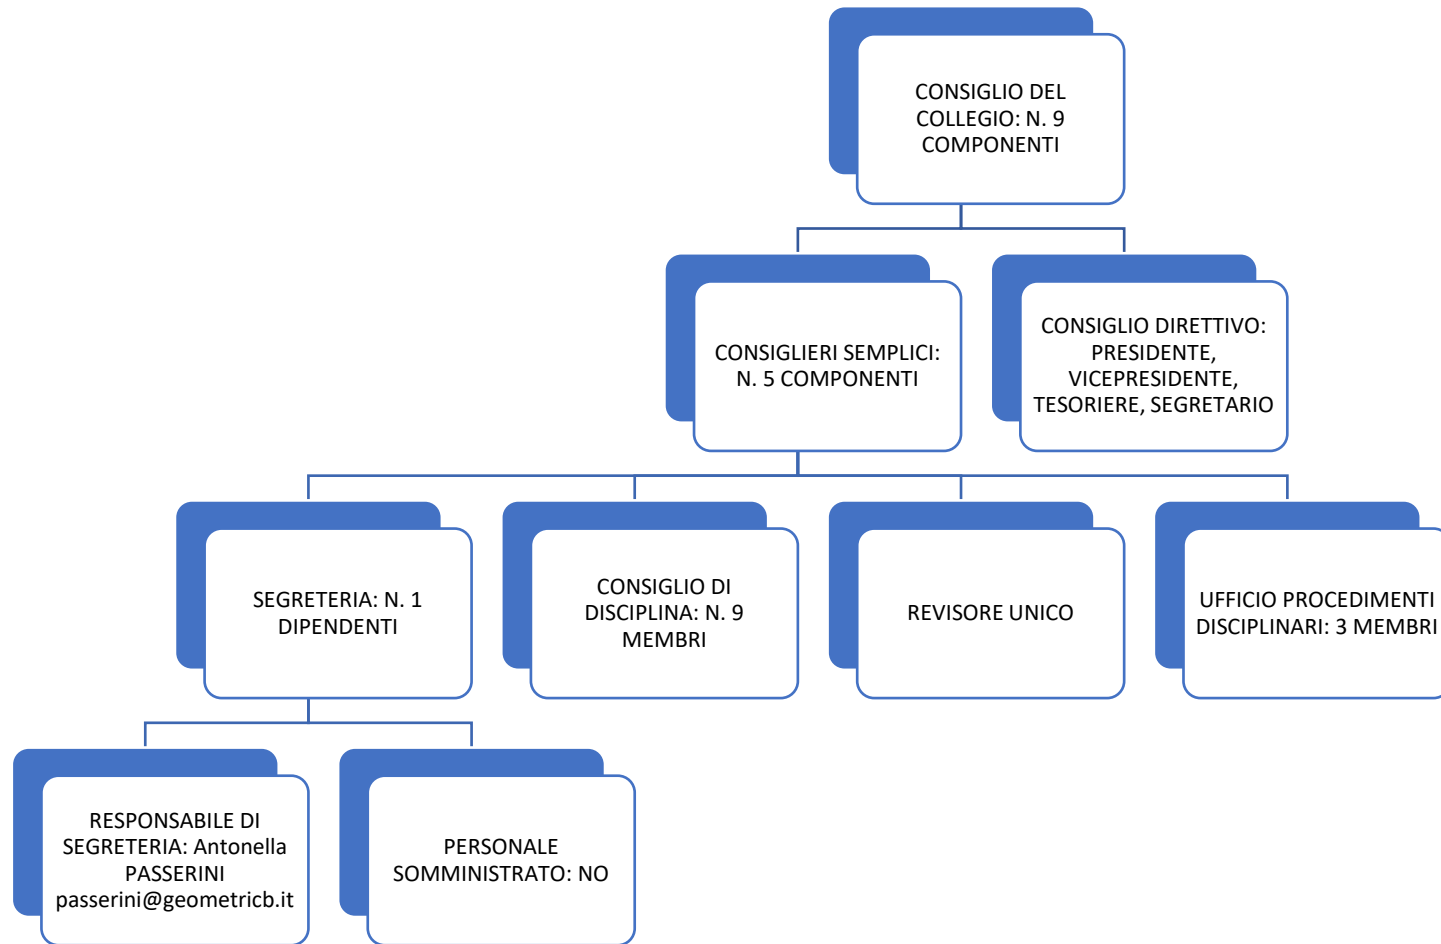 CONSIGLIO DEL
COLLEGIO: N. 9
COMPONENTI
CONSIGLIERI SEMPLICI:
N. 5 COMPONENTI
CONSIGLIO DIRETTIVO:
PRESIDENTE,
VICEPRESIDENTE,
TESORIERE, SEGRETARIO
SEGRETERIA: N. 1
DIPENDENTI
CONSIGLIO DI
DISCIPLINA: N. 9
MEMBRI
REVISORE UNICO
UFFICIO PROCEDIMENTI
DISCIPLINARI: 3 MEMBRI
RESPONSABILE DI
SEGRETERIA: Antonella
PASSERINI
passerini@geometricb.it
PERSONALE
SOMMINISTRATO: NO